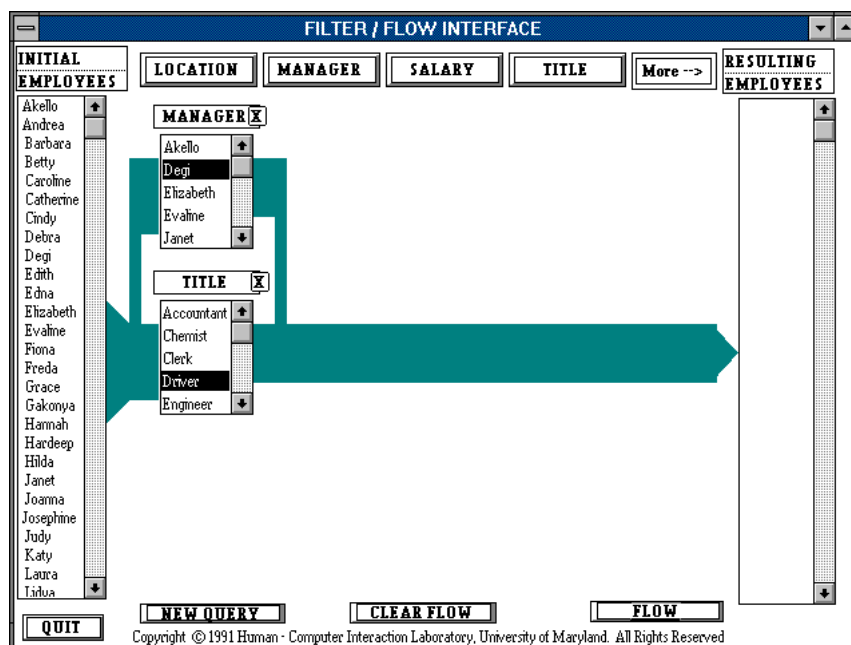 FILTER / FLOW INTERFACE
INITIAL
EMPLOYEES
LOCATION
MANAGER
SALARY
TITLE
More -->
RESULTING
EMPLOYEES
Akello
Andrea
Barbara
Betty
Caroline
Catherine
Cindy
Debra
Degi
Edith
Edna
Elizabeth
Evaline
Fiona
Freda
Grace
Gakonya
Hannah
Hardeep
Hilda
Janet
Joanna
Josephine
Judy
Katy
Laura
Lidua
MANAGER X
Akello
Degi
Elizabeth
Evaline
Janet
TITLE X
Accountant
Chemist
Clerk
Driver
Engineer
QUIT
NEW QUERY
CLEAR FLOW
FLOW
Copyright © 1991 Human - Computer Interaction Laboratory, University of Maryland. All Rights Reserved